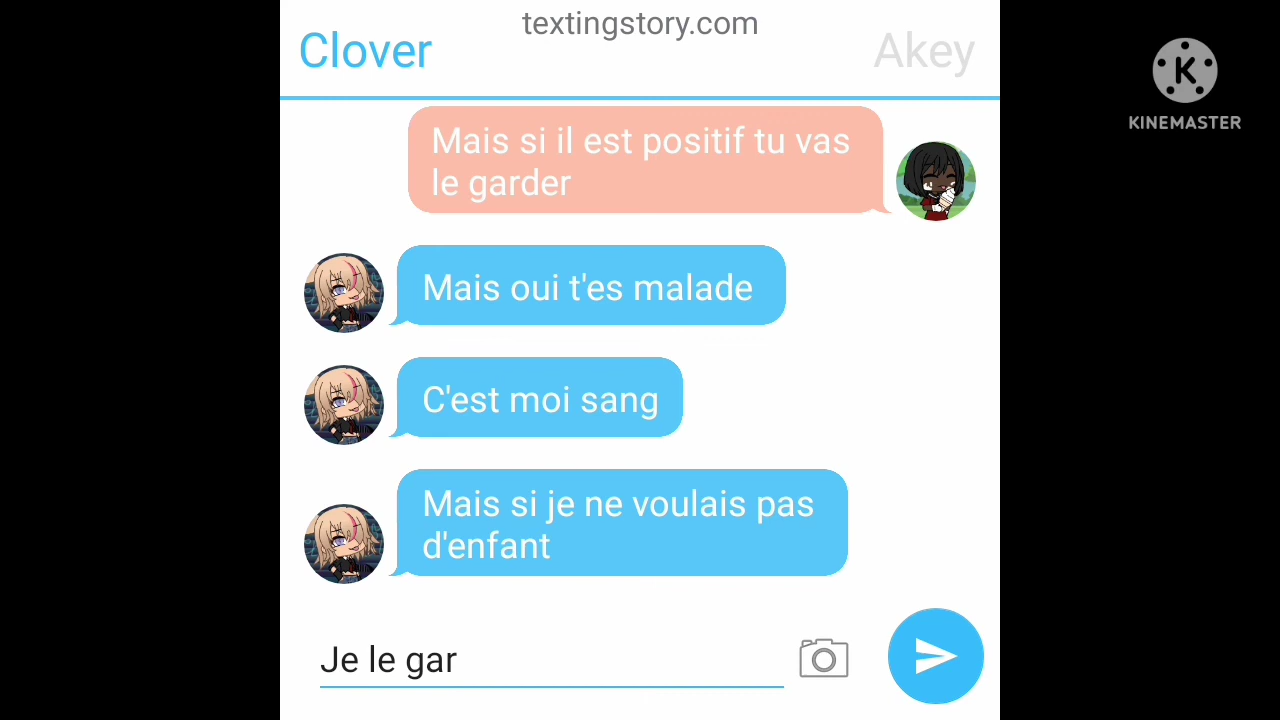 textingstory.com
Clover
Akey
K
KINEMASTER
Mais si il est positif tu vas
le garder
Mais oui t'es malade
C'est moi sang
Mais si je ne voulais pas
d'enfant
Je le gar